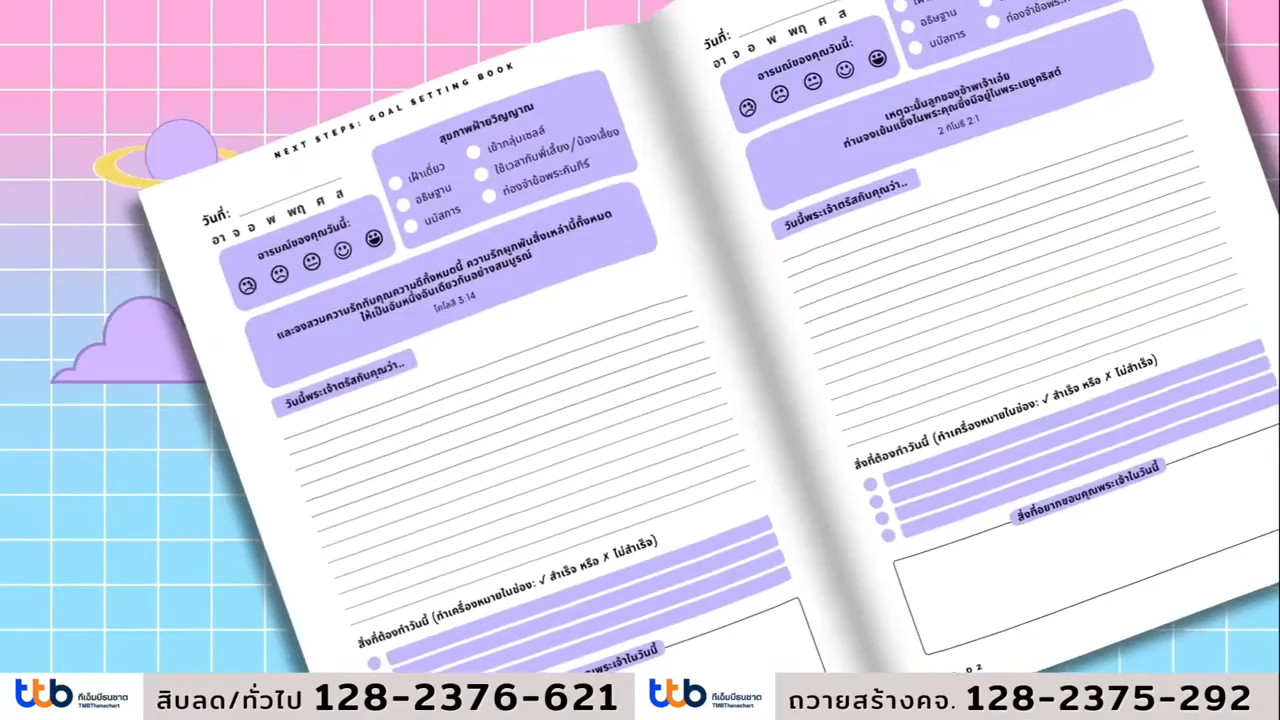 NEXT STEPS: GOAL SETTING BOOK
วันที่:
อา จ อ พ พฤ ศ ส
อารมณ์ของคุณวันนี้:
สุขภาพฝ่ายวิญญาณ
เฝ้าเดี่ยว
เข้ากลุ่มเซลล์
อธิษฐาน
ใช้เวลากับพี่เลี้ยง/น้องเลี้ยง
นมัสการ
ท่องจำข้อพระคัมภีร์
และจงสวมความรักทับคุณความดีทั้งหมดนี้ ความรักผูกพันสิ่งเหล่านี้ทั้งหมด
ให้เป็นอันหนึ่งอันเดียวกันอย่างสมบูรณ์
โคโลสี 3:14
วันนี้พระเจ้าตรัสกับคุณว่า..
สิ่งที่ต้องทำวันนี้ (ทำเครื่องหมายในช่อง: ✓ สำเร็จ หรือ ✗ ไม่สำเร็จ)
พระเจ้าในวันนี้
วันที่:
อา จ อ พ พฤ ศ ส
อารมณ์ของคุณวันนี้:
อธิษฐาน
นมัสการ
ท่องจำข้อพระ
เหตุฉะนั้นลูกของข้าพเจ้าเอ๋ย
ท่านจงเข้มแข็งในพระคุณซึ่งมีอยู่ในพระเยซูคริสต์
2 ทิโมธี 2:1
วันนี้พระเจ้าตรัสกับคุณว่า..
สิ่งที่ต้องทำวันนี้ (ทำเครื่องหมายในช่อง: ✓ สำเร็จ หรือ ✗ ไม่สำเร็จ)
สิ่งที่อยากขอบคุณพระเจ้าในวันนี้
ttb ทีเอ็มบีธนชาต
TMBThanachart
สิบลด/ทั่วไป 128-2376-621
ttb ทีเอ็มบีธนชาต
TMBThanachart
ถวายสร้างคจ. 128-2375-292